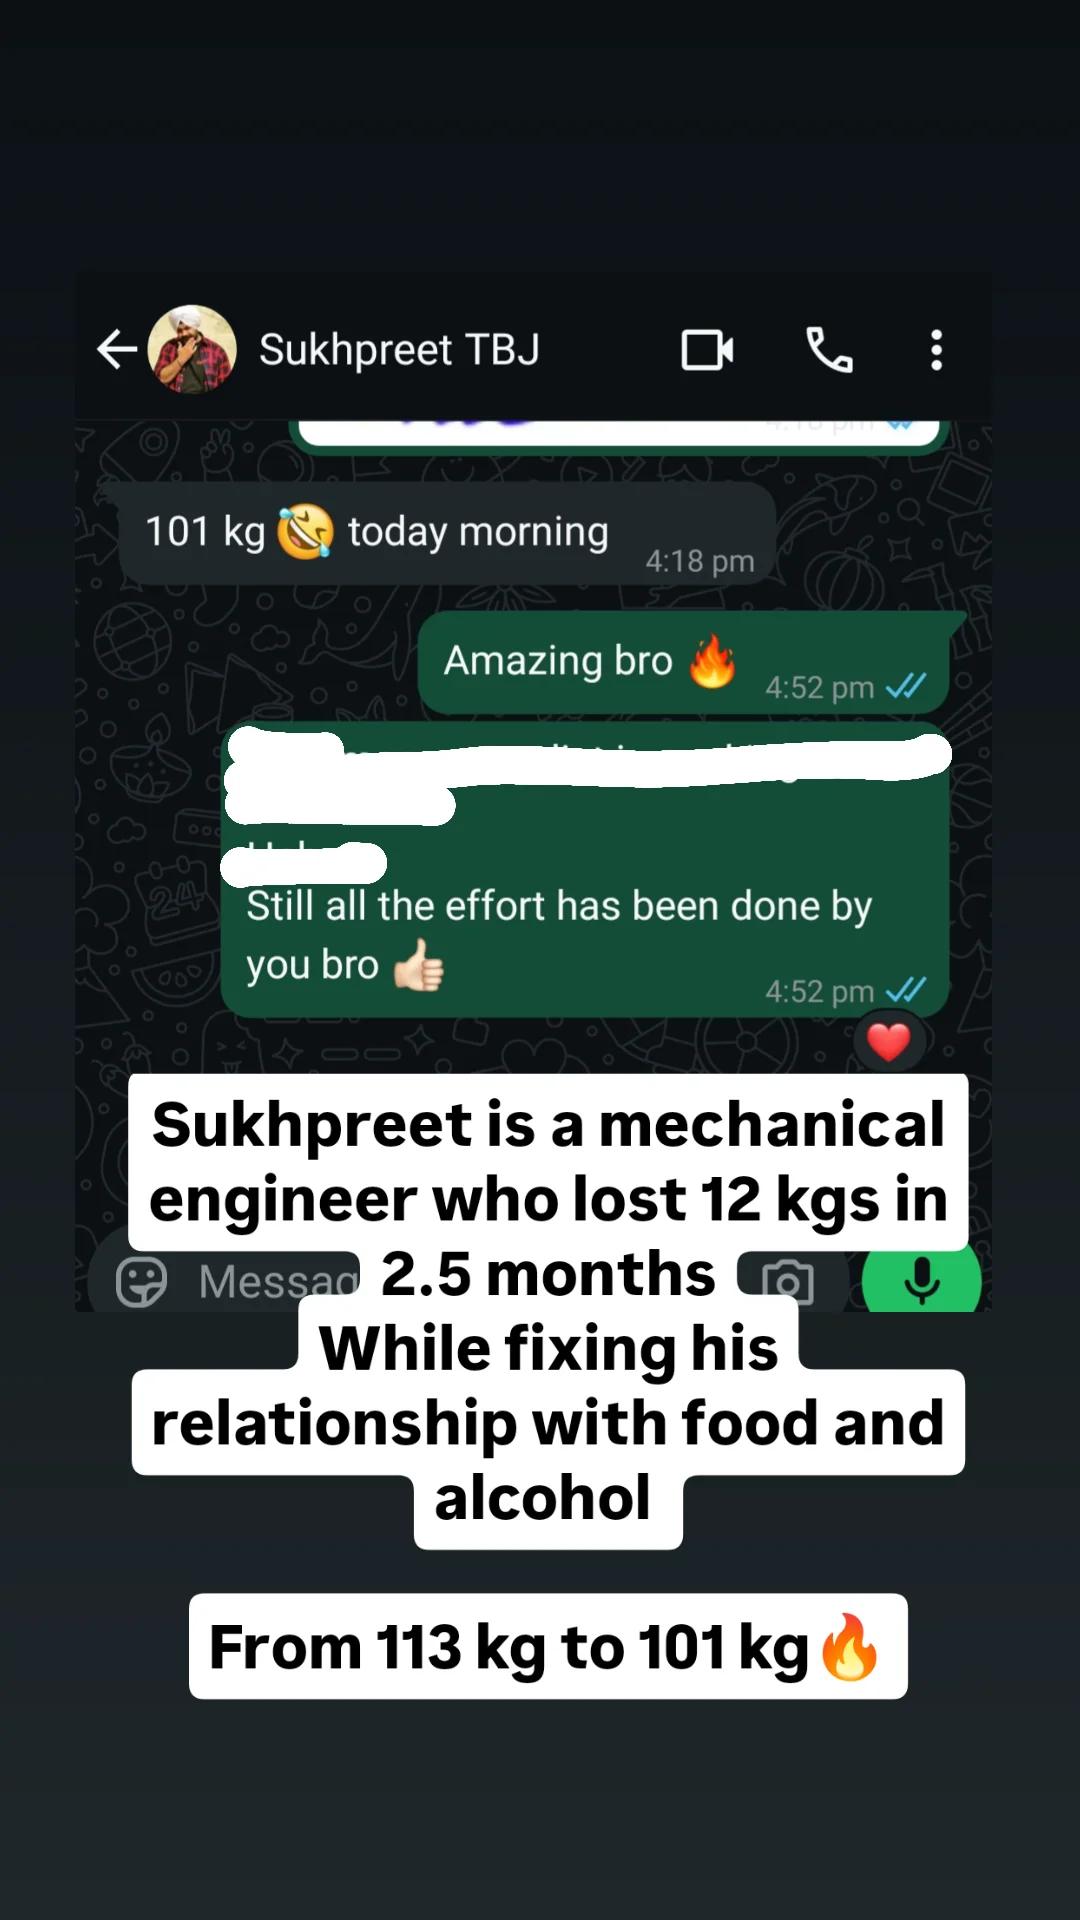 Sukhpreet TBJ
101 kg 🤣 today morning
4:18 pm
Amazing bro 🔥
4:52 pm
Still all the effort has been done by
you bro 👍🏻
4:52 pm
❤️
Sukhpreet is a mechanical
engineer who lost 12 kgs in
Messag
2.5 months
While fixing his
relationship with food and
alcohol
From 113 kg to 101 kg🔥